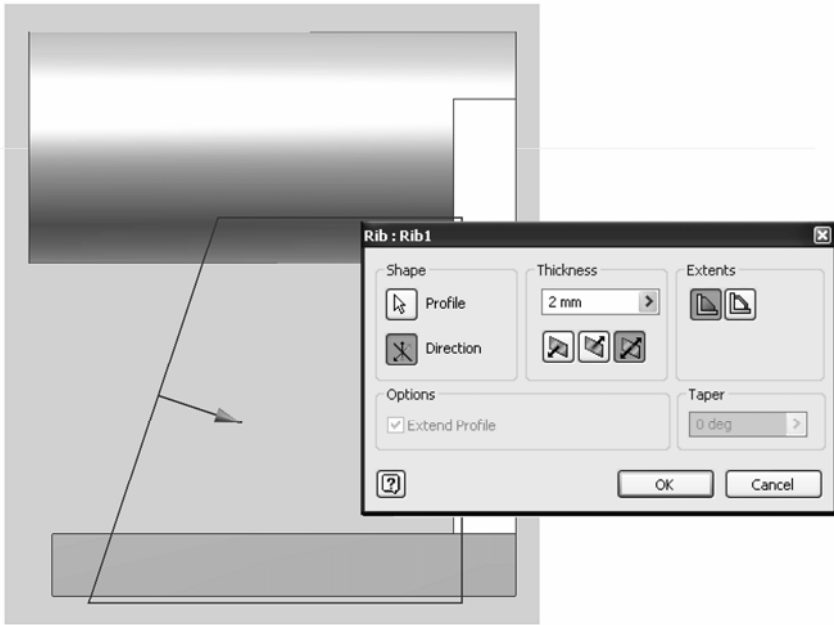 Rib : Rib1
Shape
Profile
Direction
Thickness
2 mm
Extents
Options
Extend Profile
Taper
0 deg
OK
Cancel